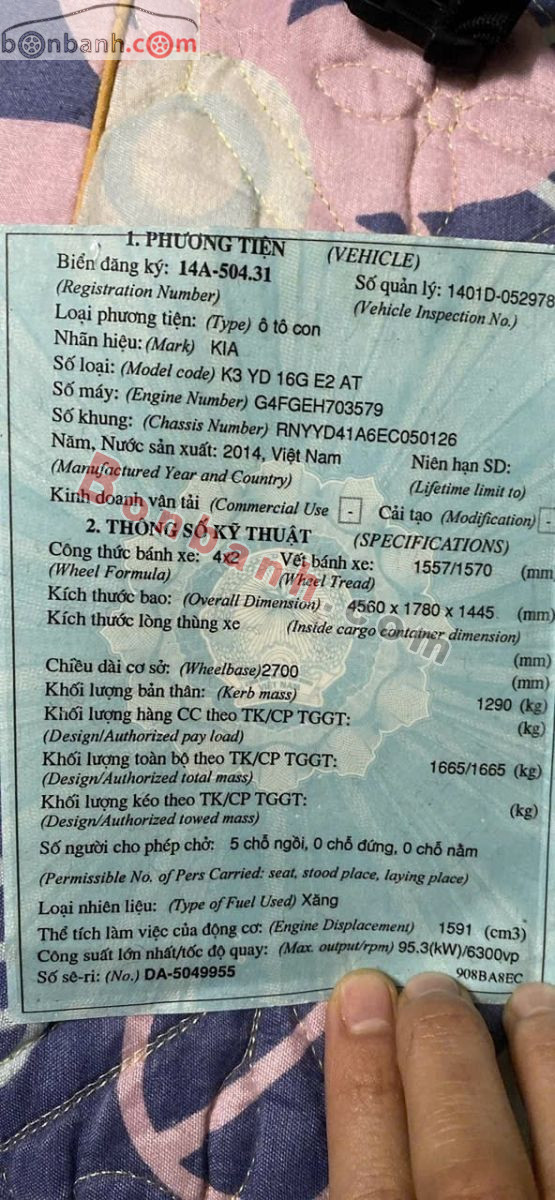 bonbanh.com
1. PHƯƠNG TIỆN (VEHICLE)
Biển đăng ký: 14A-504.31 Số quản lý: 1401D-052978
(Registration Number) (Vehicle Inspection No.)
Loại phương tiện: (Type) ô tô con
Nhãn hiệu: (Mark) KIA
Số loại: (Model code) K3 YD 16G E2 AT
Số máy: (Engine Number) G4FGEH703579
Số khung: (Chassis Number) RNYYD41A6EC050126
Năm, Nước sản xuất: 2014, Việt Nam Niên hạn SD:
(Manufactured Year and Country) (Lifetime limit to)
Kinh doanh vận tải (Commercial Use - Cải tạo (Modification) -
2. THÔNG SỐ KỸ THUẬT (SPECIFICATIONS)
Công thức bánh xe: 4x2 Vết bánh xe: 1557/1570 (mm
(Wheel Formula) (Wheel Tread)
Kích thước bao: (Overall Dimension) 4560 x 1780 x 1445 (mm)
Kích thước lòng thùng xe (Inside cargo container dimension)
(mm)
Chiều dài cơ sở: (Wheelbase)2700 (mm)
Khối lượng bản thân: (Kerb mass) 1290 (kg)
Khối lượng hàng CC theo TK/CP TGGT: (kg)
(Design/Authorized pay load)
Khối lượng toàn bộ theo TK/CP TGGT: 1665/1665 (kg)
(Design/Authorized total mass)
Khối lượng kéo theo TK/CP TGGT: (kg)
(Design/Authorized towed mass)
Số người cho phép chở: 5 chỗ ngồi, 0 chỗ đứng, 0 chỗ nằm
(Permissible No. of Pers Carried: seat, stood place, laying place)
Loại nhiên liệu: (Type of Fuel Used) Xăng
Thể tích làm việc của động cơ: (Engine Displacement) 1591 (cm3)
Công suất lớn nhất/tốc độ quay: (Max. output/rpm) 95.3(kW)/6300vp
Số sê-ri: (No.) DA-5049955 908BA8EC
Bonbanh.com
VIỆT NAM